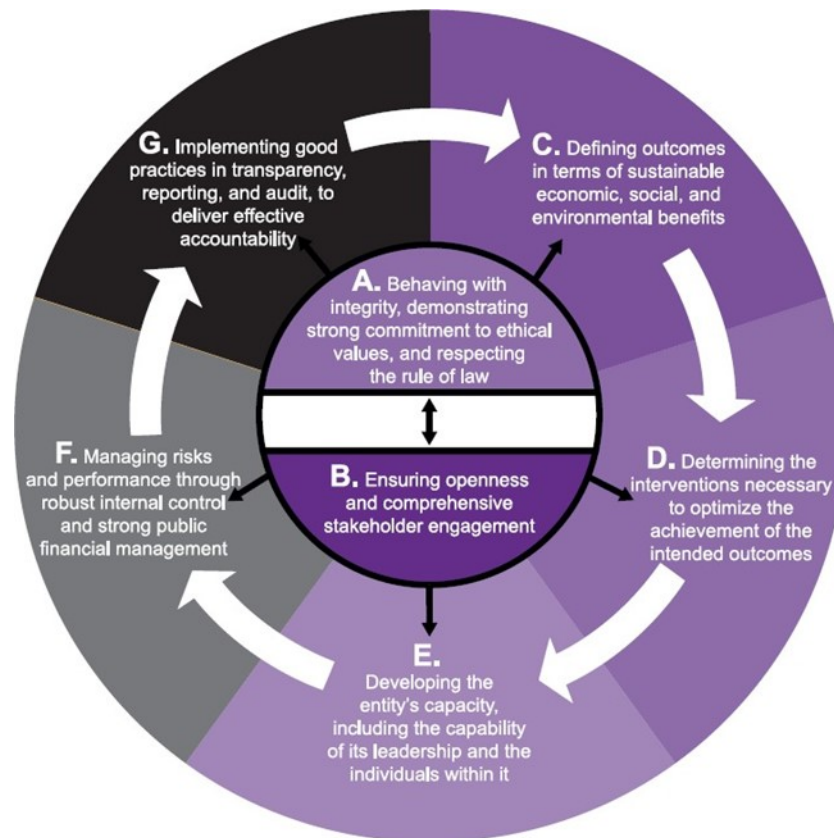 A. Behaving with
integrity, demonstrating
strong commitment to ethical
values, and respecting
the rule of law
B. Ensuring openness
and comprehensive
stakeholder engagement
C. Defining outcomes
in terms of sustainable
economic, social, and
environmental benefits
D. Determining the
interventions necessary
to optimize the
achievement of the
intended outcomes
E.
Developing the
entity's capacity,
including the capability
of its leadership and the
individuals within it
F. Managing risks
and performance through
robust internal control
and strong public
financial management
G. Implementing good
practices in transparency,
reporting, and audit, to
deliver effective
accountability